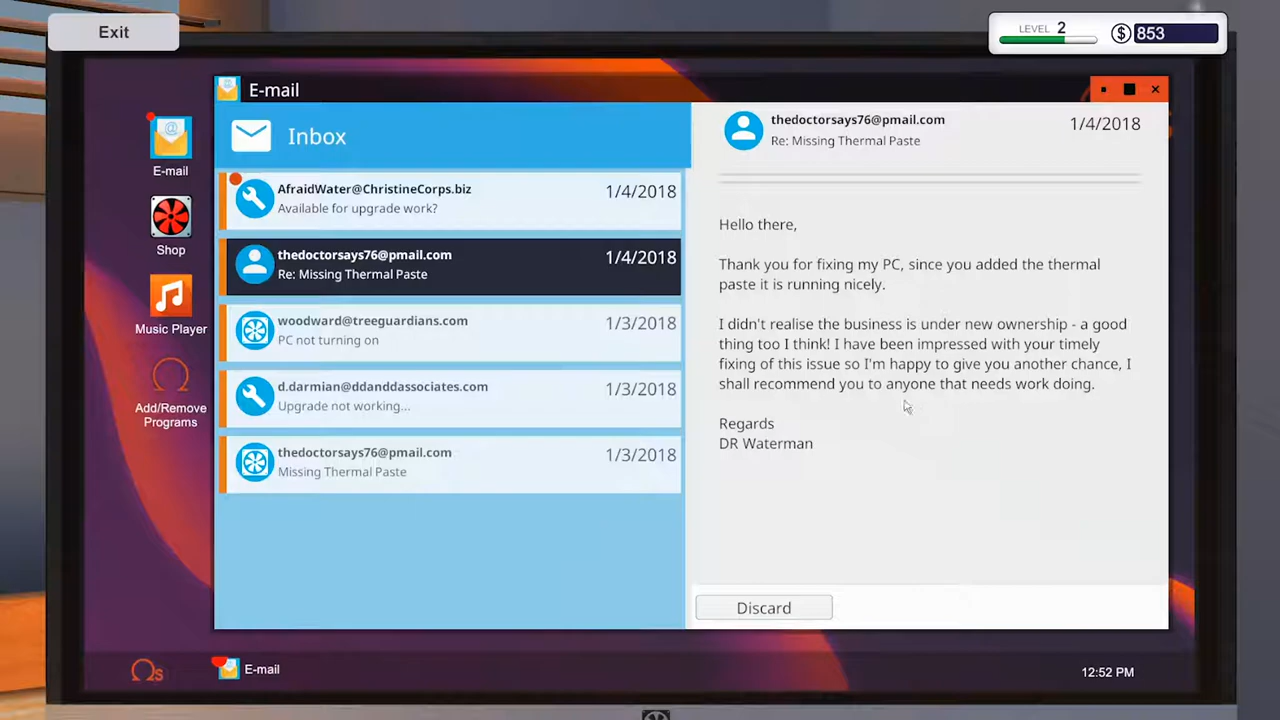 Exit
LEVEL 2
$ 853
E-mail
Inbox
E-mail
Shop
Music Player
Add/Remove
Programs
AfraidWater@ChristineCorps.biz 1/4/2018
Available for upgrade work?
thedoctorsays76@pmail.com 1/4/2018
Re: Missing Thermal Paste
woodward@treeguardians.com 1/3/2018
PC not turning on
d.darmian@ddanddassociates.com 1/3/2018
Upgrade not working...
thedoctorsays76@pmail.com 1/3/2018
Missing Thermal Paste
thedoctorsays76@pmail.com 1/4/2018
Re: Missing Thermal Paste
Hello there,
Thank you for fixing my PC, since you added the thermal
paste it is running nicely.
I didn't realise the business is under new ownership - a good
thing too I think! I have been impressed with your timely
fixing of this issue so I'm happy to give you another chance, I
shall recommend you to anyone that needs work doing.
Regards
DR Waterman
Discard
Ωs
E-mail
12:52 PM